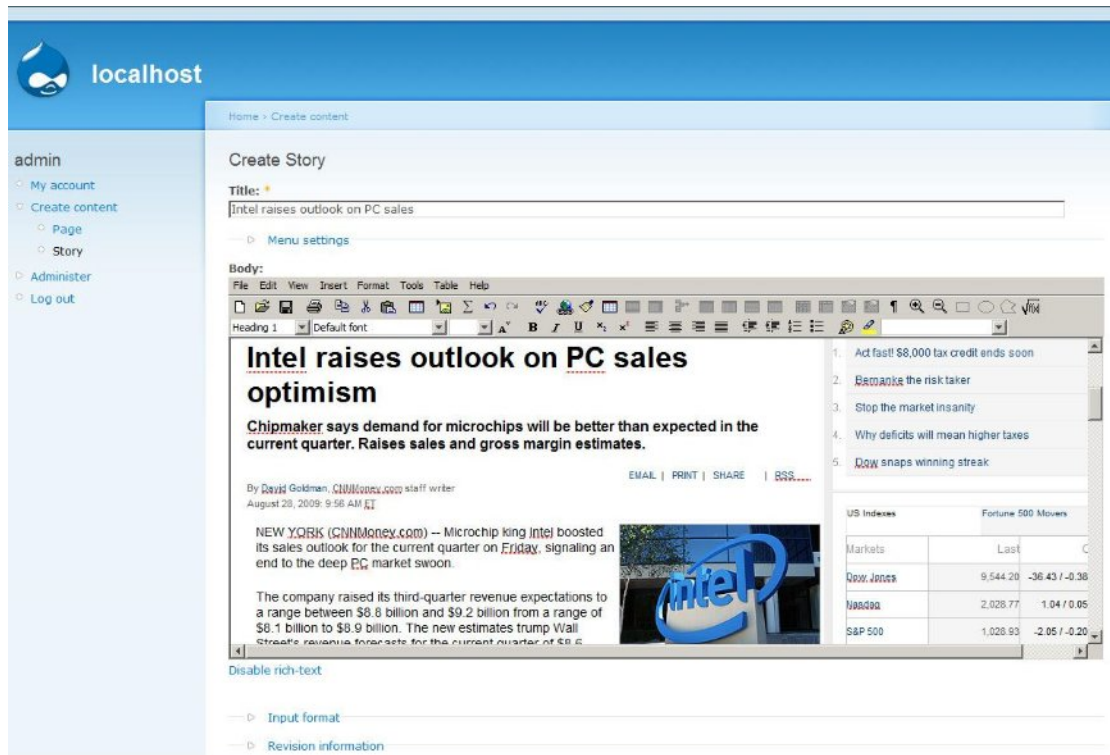 localhost
Home › Create content
admin
My account
Create content
Page
Story
Administer
Log out
Create Story
Title: *
Intel raises outlook on PC sales
Menu settings
Body:
File Edit View Insert Format Tools Table Help
Heading 1 Default font
B I U
Intel raises outlook on PC sales
optimism
Chipmaker says demand for microchips will be better than expected in the
current quarter. Raises sales and gross margin estimates.
EMAIL | PRINT | SHARE | RSS
By David Goldman, CNNMoney.com staff writer
August 28, 2009: 9:56 AM ET
NEW YORK (CNNMoney.com) -- Microchip king Intel boosted
its sales outlook for the current quarter on Friday, signaling an
end to the deep PC market swoon.
The company raised its third-quarter revenue expectations to
a range between $8.8 billion and $9.2 billion from a range of
$8.1 billion to $8.9 billion. The new estimates trump Wall
Street's revenue forecasts for the current quarter of $8.6
intel
1. Act fast! $8,000 tax credit ends soon
2. Bernanke the risk taker
3. Stop the market insanity
4. Why deficits will mean higher taxes
5. Dow snaps winning streak
US Indexes Fortune 500 Movers
Markets Last C
Dow Jones 9,544.20 -36.43 / -0.38
Nasdaq 2,028.77 1.04 / 0.05
S&P 500 1,028.93 -2.05 / -0.20
Disable rich-text
Input format
Revision information